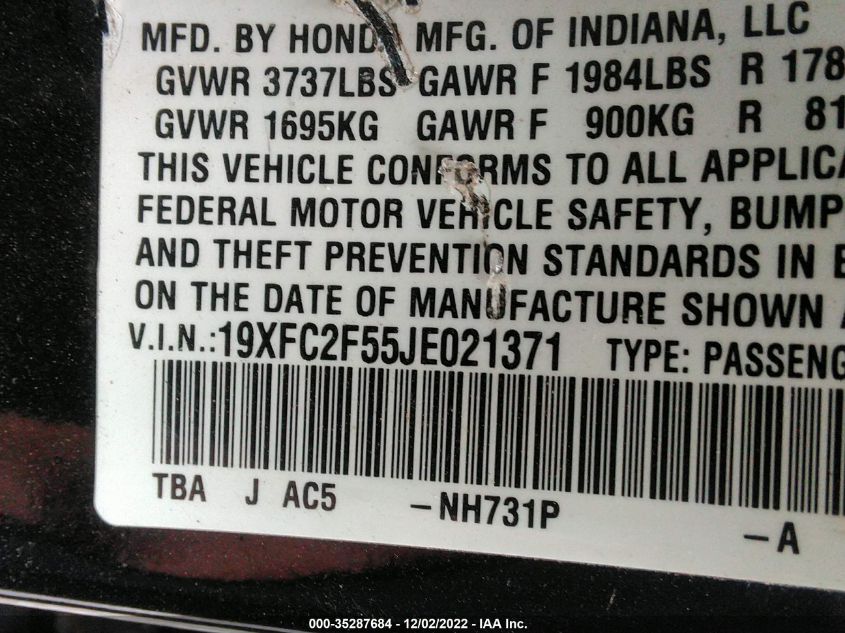 MFD. BY HONDA MFG. OF INDIANA, LLC
GVWR 3737LBS GAWR F 1984LBS R 178
GVWR 1695KG GAWR F 900KG R 81
THIS VEHICLE CONFORMS TO ALL APPLICA
FEDERAL MOTOR VEHICLE SAFETY, BUMP
AND THEFT PREVENTION STANDARDS IN E
ON THE DATE OF MANUFACTURE SHOWN A
V.I.N.:19XFC2F55JE021371 TYPE: PASSENG
TBA J AC5 -NH731P -A
000-35287684 - 12/02/2022 - IAA Inc.